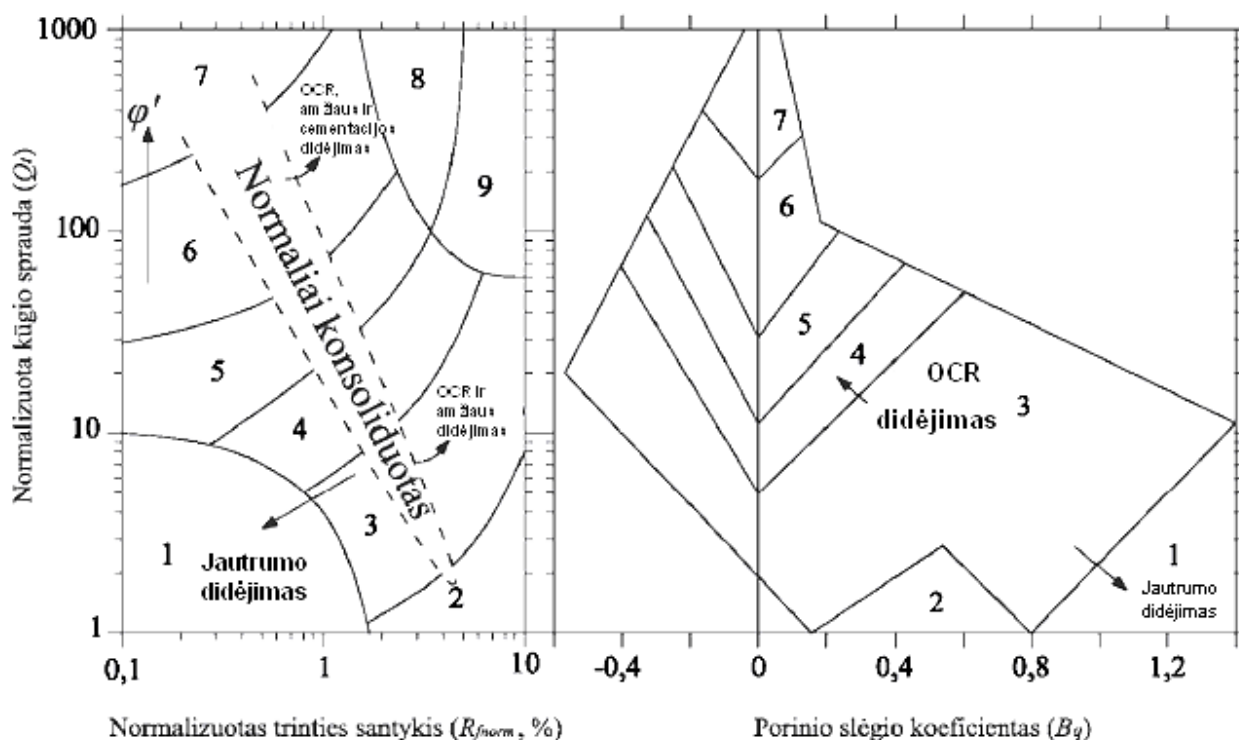 Normalizuota kūgio sprauda (Qt)
1000
100
10
1
0,1
1
10
7
8
9
6
5
4
3
2
1
φ'
OCR,
amžiaus ir
cementacijos
didėjimas
Normaliai konsoliduotas
OCR ir
amžiaus
didėjimas
Jautrumo
didėjimas
Normalizuotas trinties santykis (Rfnorm, %)
7
6
5
4
3
2
1
OCR
didėjimas
Jautrumo
didėjimas
-0,4
0
0,4
0,8
1,2
Porinio slėgio koeficientas (Bq)